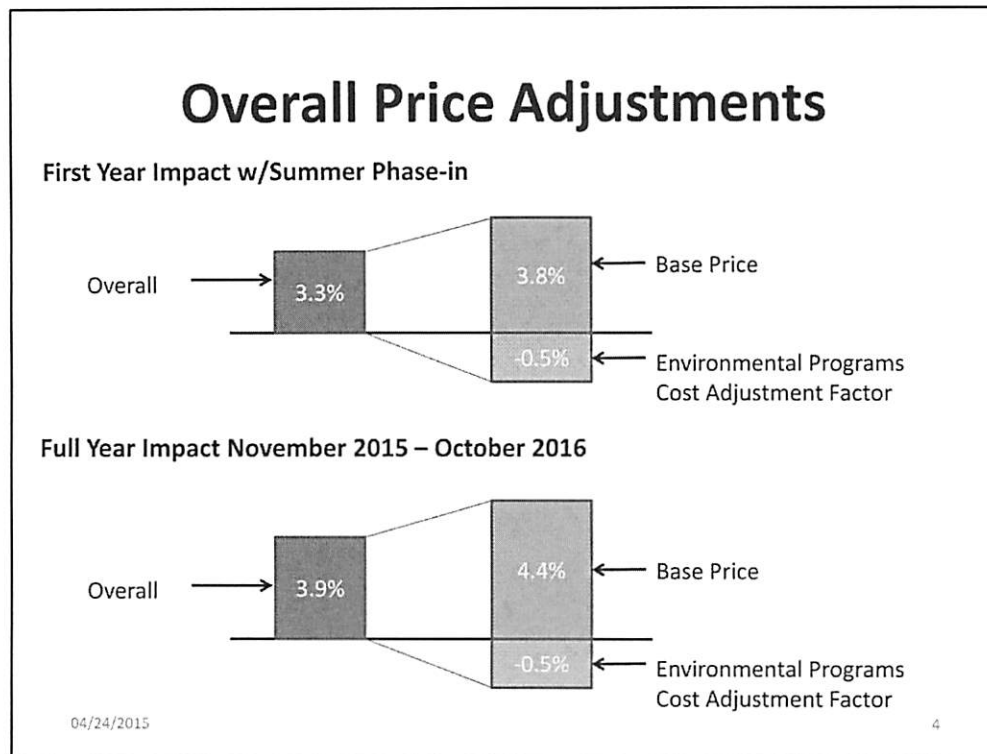 Overall Price Adjustments
First Year Impact w/Summer Phase-in
Overall
3.3%
3.8%
Base Price
-0.5%
Environmental Programs
Cost Adjustment Factor
Full Year Impact November 2015 – October 2016
Overall
3.9%
4.4%
Base Price
-0.5%
Environmental Programs
Cost Adjustment Factor
04/24/2015
4